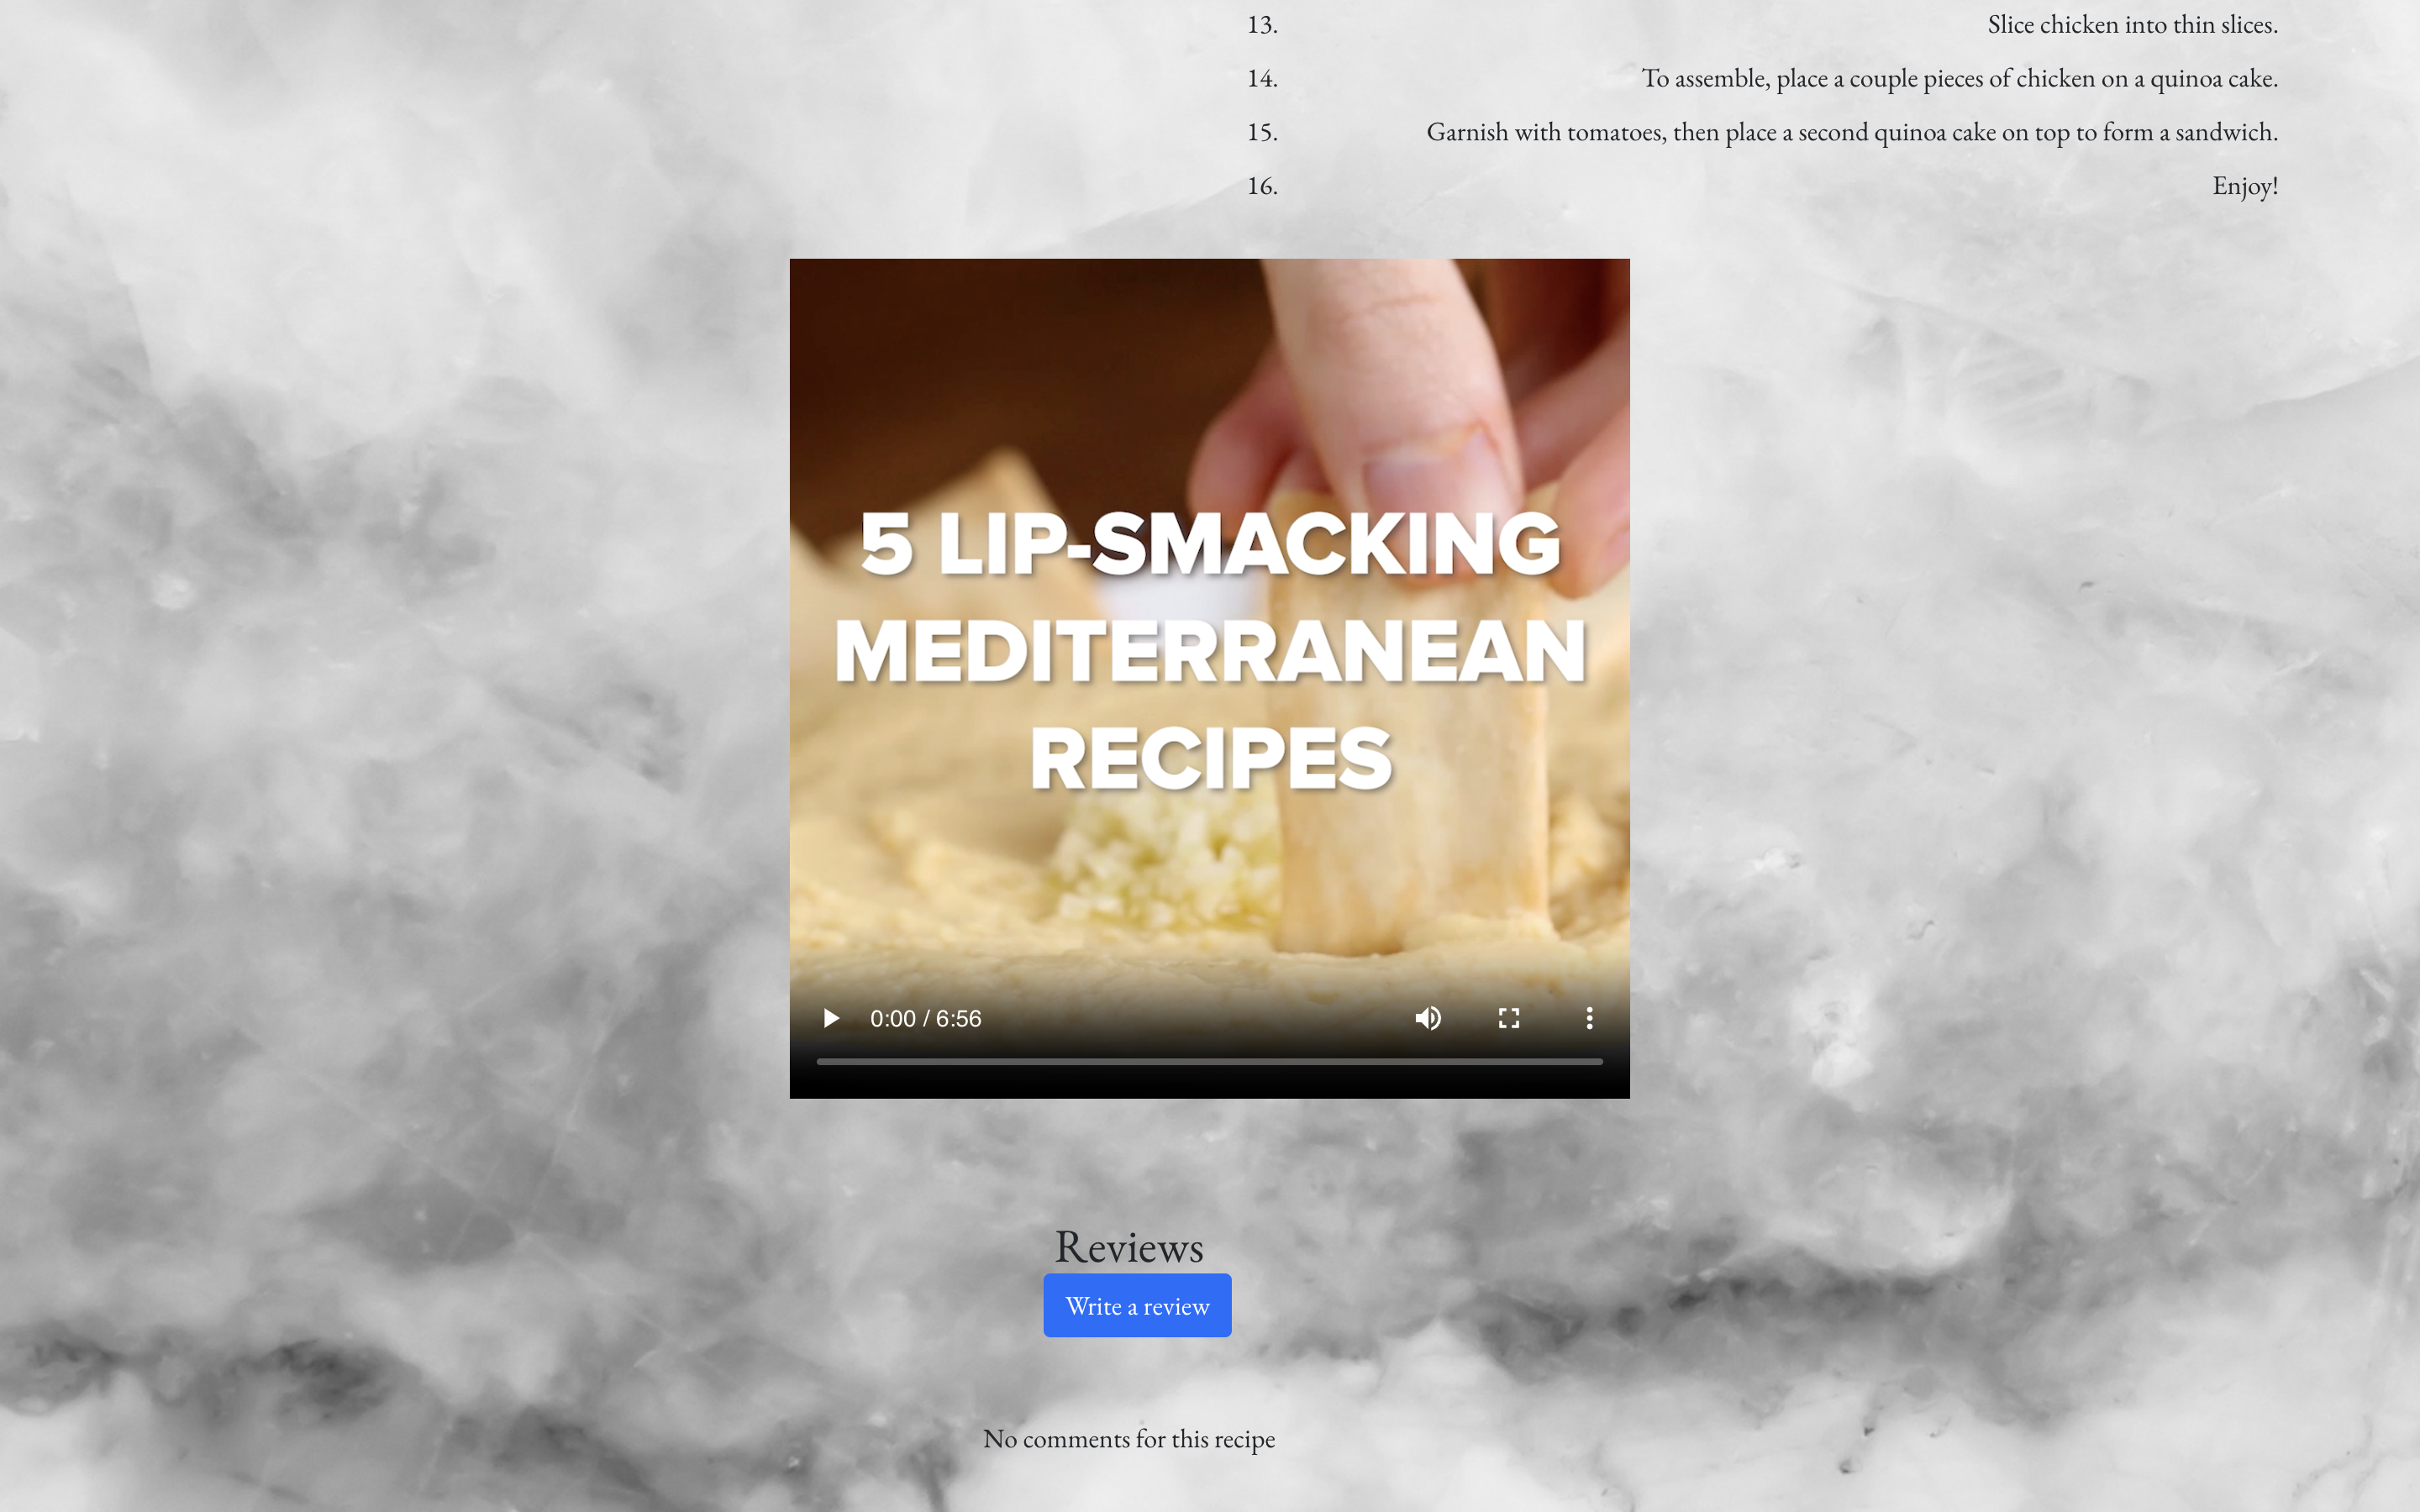 13. Slice chicken into thin slices.
14. To assemble, place a couple pieces of chicken on a quinoa cake.
15. Garnish with tomatoes, then place a second quinoa cake on top to form a sandwich.
16. Enjoy!
5 LIP-SMACKING
MEDITERRANEAN
RECIPES
0:00 / 6:56
Reviews
Write a review
No comments for this recipe